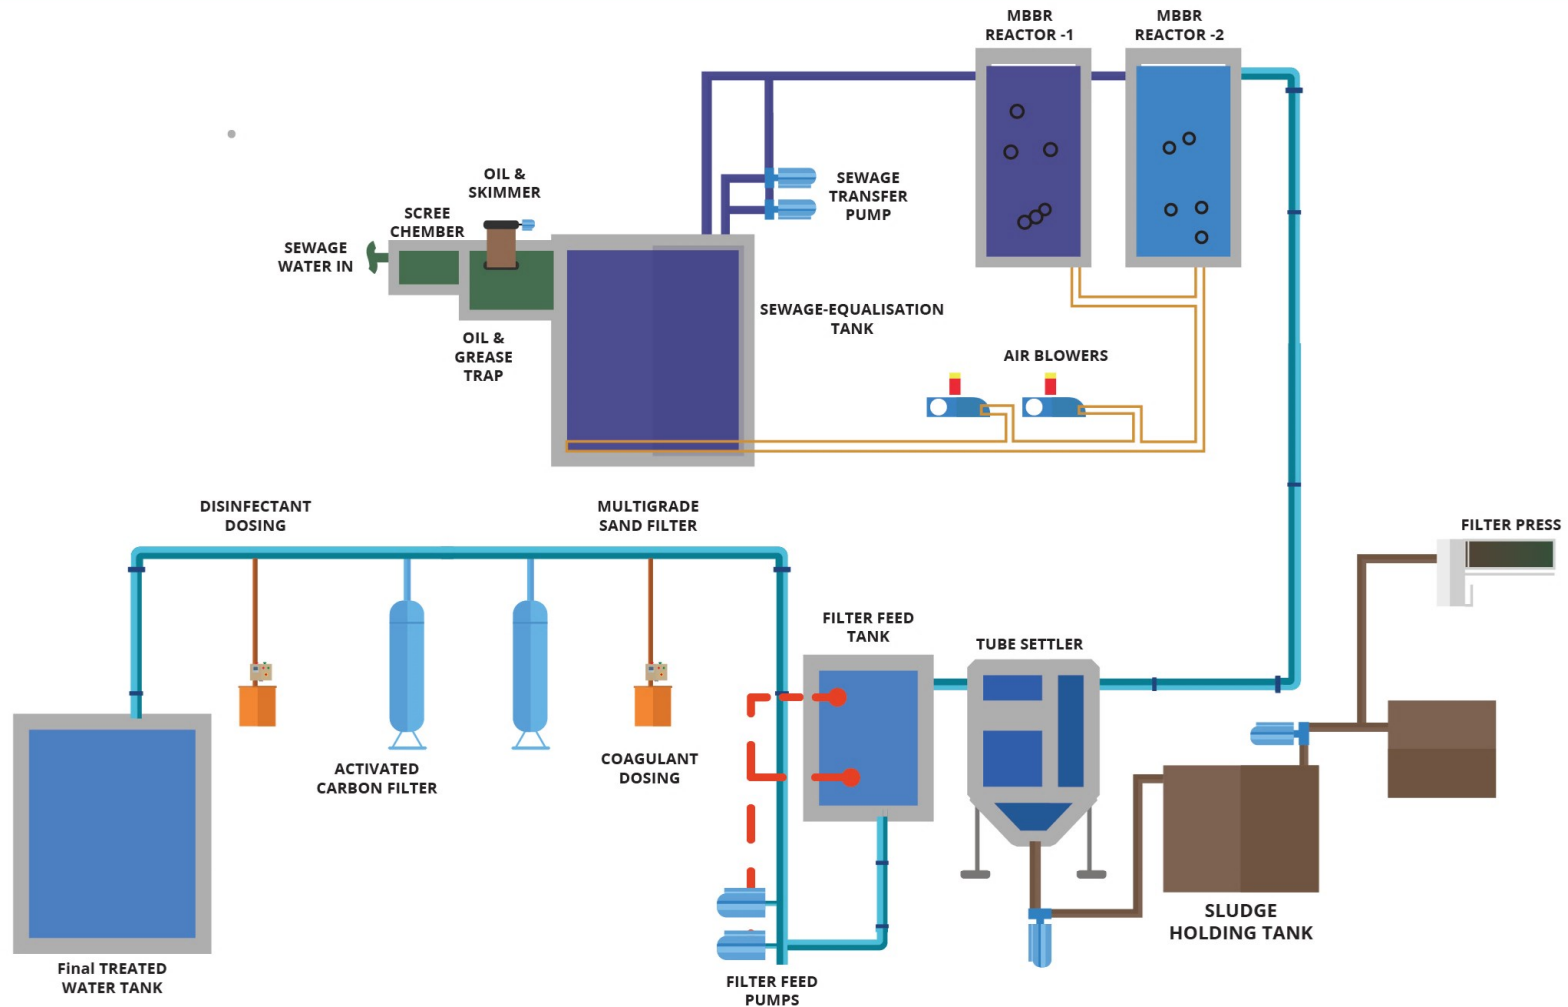 MBBR
REACTOR -1
MBBR
REACTOR -2
OIL &
SKIMMER
SCREE
CHEMBER
SEWAGE
WATER IN
SEWAGE
TRANSFER
PUMP
OIL &
GREASE
TRAP
SEWAGE-EQUALISATION
TANK
AIR BLOWERS
DISINFECTANT
DOSING
MULTIGRADE
SAND FILTER
FILTER PRESS
FILTER FEED
TANK
TUBE SETTLER
ACTIVATED
CARBON FILTER
COAGULANT
DOSING
SLUDGE
HOLDING TANK
Final TREATED
WATER TANK
FILTER FEED
PUMPS